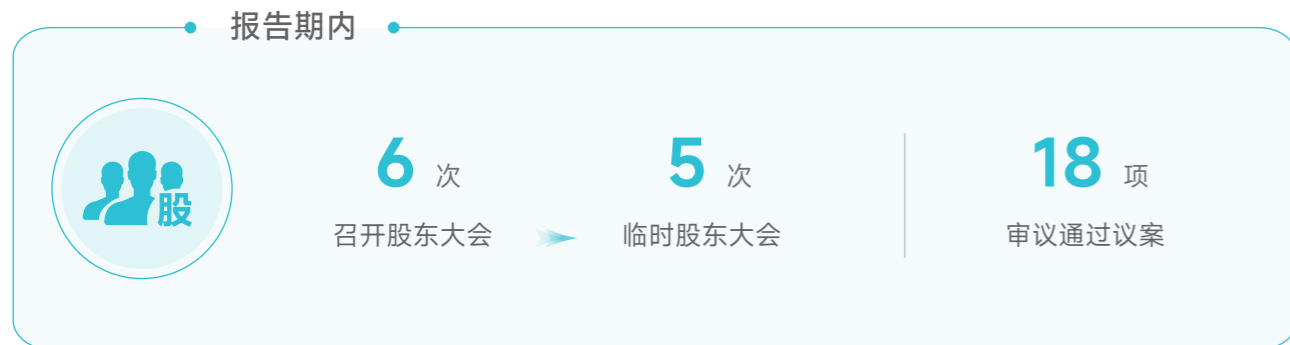 报告期内
6 次
召开股东大会
5 次
临时股东大会
18 项
审议通过议案
股